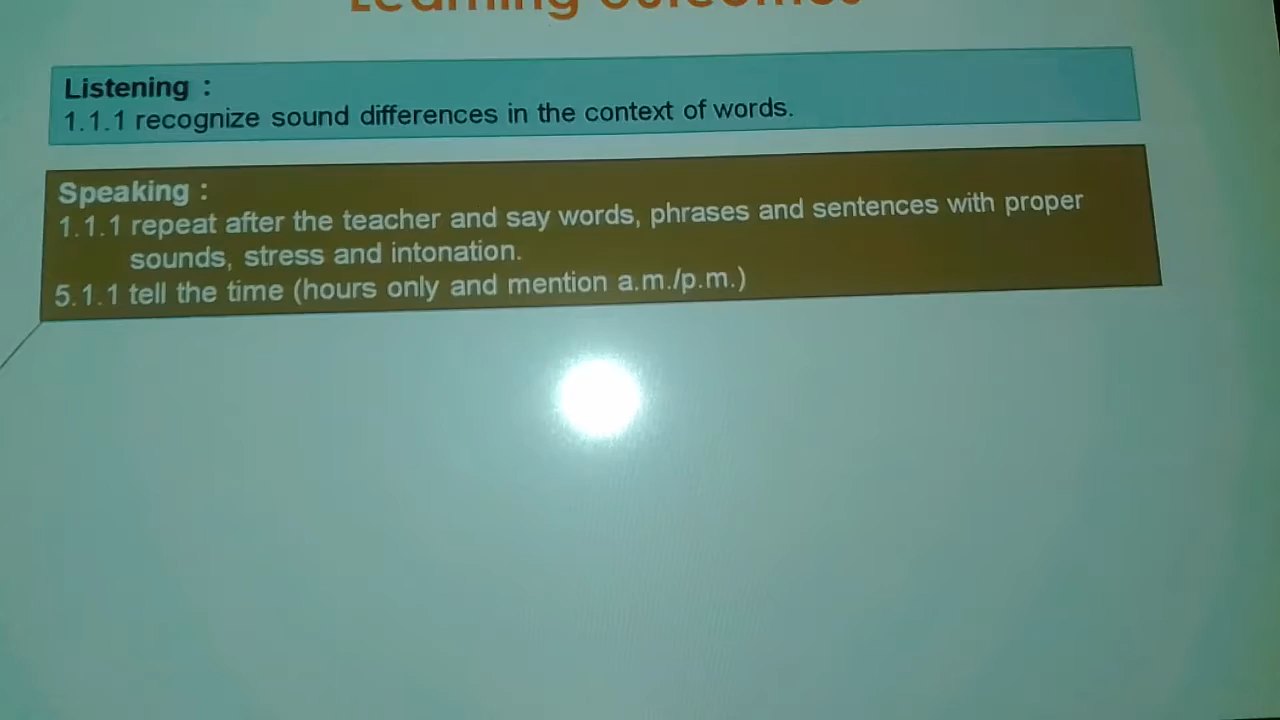 Learning Outcomes
Listening :
1.1.1 recognize sound differences in the context of words.
Speaking :
1.1.1 repeat after the teacher and say words, phrases and sentences with proper
sounds, stress and intonation.
5.1.1 tell the time (hours only and mention a.m./p.m.)